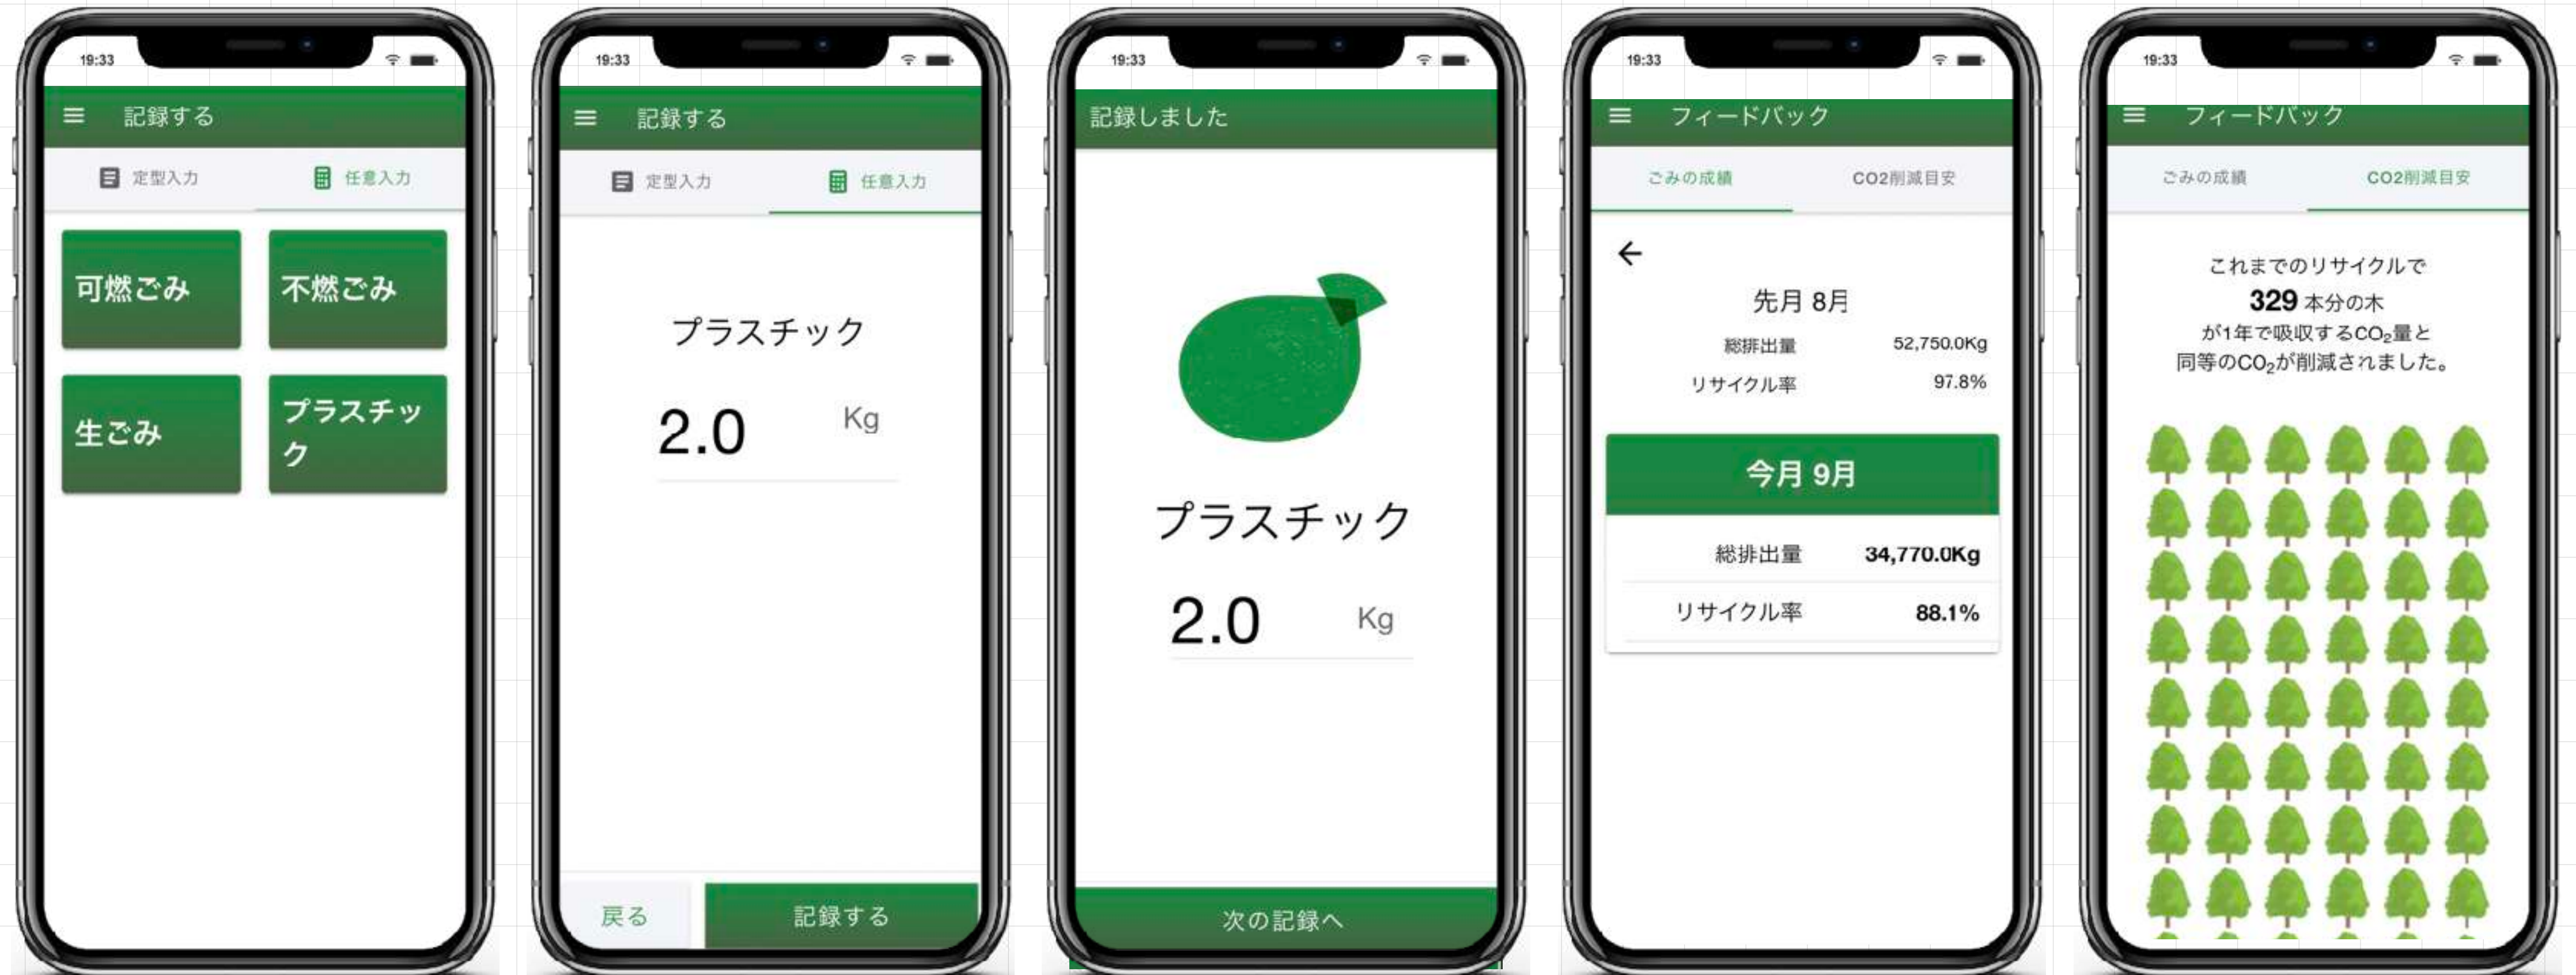 19:33
記録する
定型入力
任意入力
可燃ごみ
不燃ごみ
生ごみ
プラスチッ
ク
19:33
記録する
定型入力
任意入力
プラスチック
2.0 Kg
戻る
記録する
19:33
記録しました
プラスチック
2.0 Kg
次の記録へ
19:33
フィードバック
ごみの成績
CO2削減目安
先月 8月
総排出量 52,750.0Kg
リサイクル率 97.8%
今月 9月
総排出量 34,770.0Kg
リサイクル率 88.1%
19:33
フィードバック
ごみの成績
CO2削減目安
これまでのリサイクルで
329 本分の木
が1年で吸収するCO₂量と
同等のCO₂が削減されました。